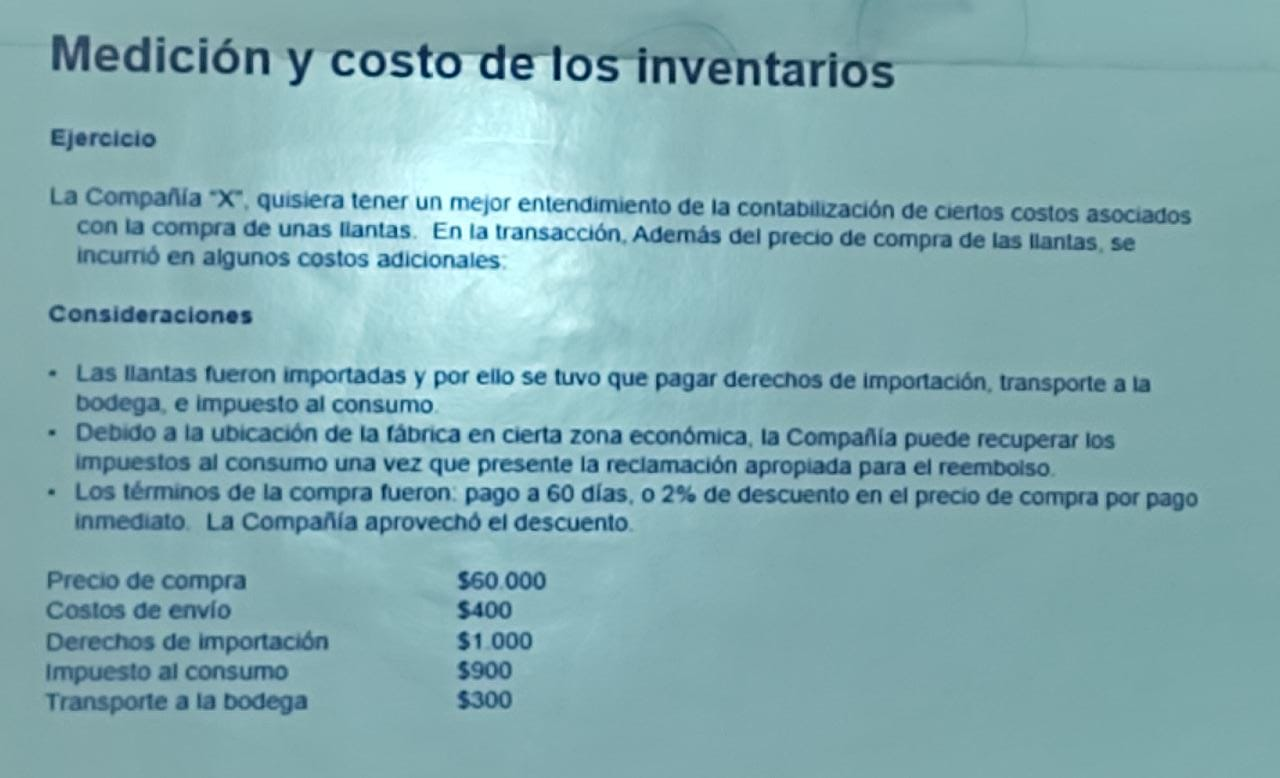 Medición y costo de los inventarios
Ejercicio
La Compañía "X", quisiera tener un mejor entendimiento de la contabilización de ciertos costos asociados
con la compra de unas llantas. En la transacción, Además del precio de compra de las llantas, se
incurrió en algunos costos adicionales:
Consideraciones
• Las llantas fueron importadas y por ello se tuvo que pagar derechos de importación, transporte a la
bodega, e impuesto al consumo.
• Debido a la ubicación de la fábrica en cierta zona económica, la Compañía puede recuperar los
impuestos al consumo una vez que presente la reclamación apropiada para el reembolso.
• Los términos de la compra fueron: pago a 60 días, o 2% de descuento en el precio de compra por pago
inmediato. La Compañía aprovechó el descuento.
Precio de compra $60.000
Costos de envío $400
Derechos de importación $1.000
Impuesto al consumo $900
Transporte a la bodega $300